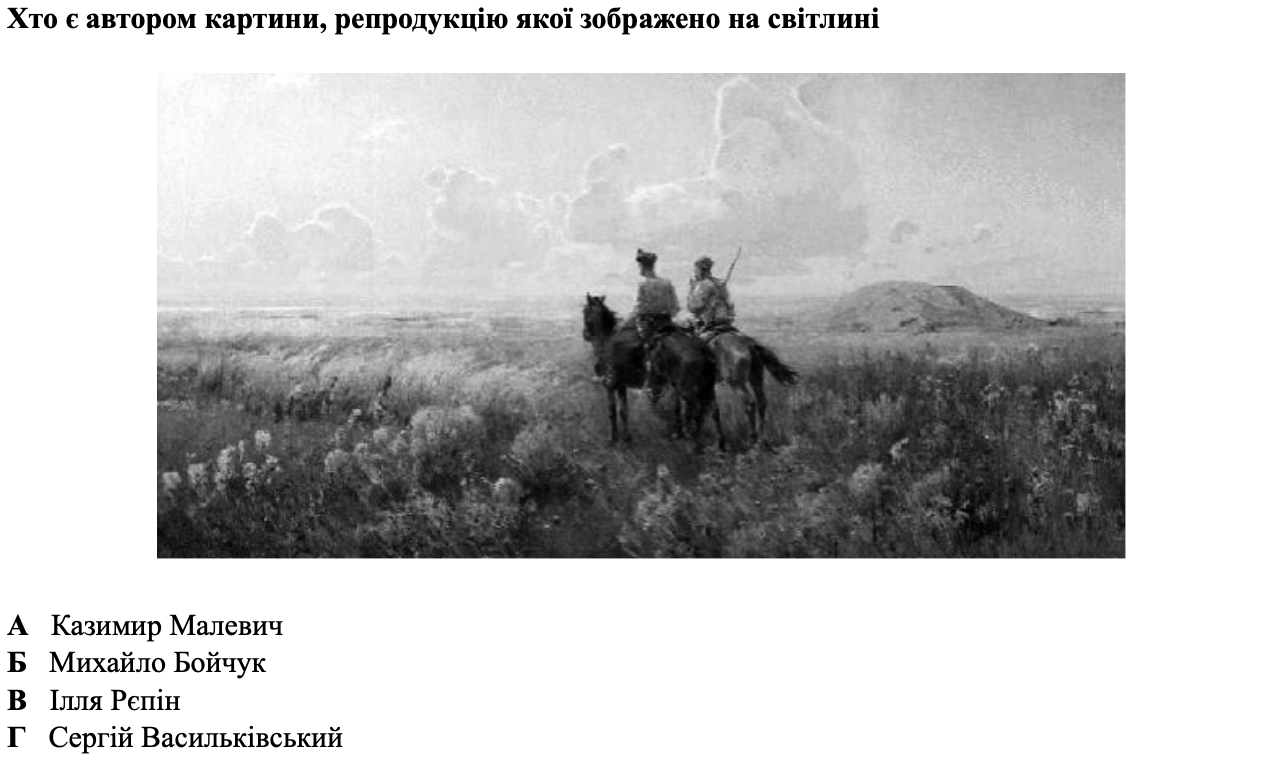 Хто є автором картини, репродукцію якої зображено на світлині
А Казимир Малевич
Б Михайло Бойчук
В Ілля Рєпін
Г Сергій Васильківський